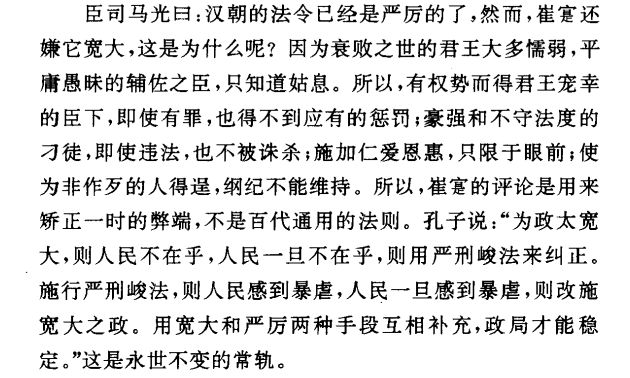 臣司马光曰:汉朝的法令已经是严厉的了,然而,崔寔还
嫌它宽大,这是为什么呢?因为衰败之世的君王大多懦弱,平
庸愚昧的辅佐之臣,只知道姑息。所以,有权势而得君王宠幸
的臣下,即使有罪,也得不到应有的惩罚;豪强和不守法度的
刁徒,即使违法,也不被诛杀;施加仁爱恩惠,只限于眼前;使
为非作歹的人得逞,纲纪不能维持。所以,崔寔的评论是用来
矫正一时的弊端,不是百代通用的法则。孔子说:“为政太宽
大,则人民不在乎,人民一旦不在乎,则用严刑峻法来纠正。
施行严刑峻法,则人民感到暴虐,人民一旦感到暴虐,则改施
宽大之政。用宽大和严厉两种手段互相补充,政局才能稳
定。”这是永世不变的常轨。